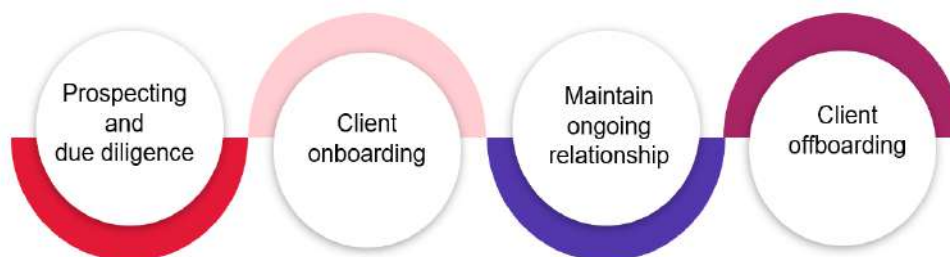 Prospecting
and
due diligence
Client
onboarding
Maintain
ongoing
relationship
Client
offboarding